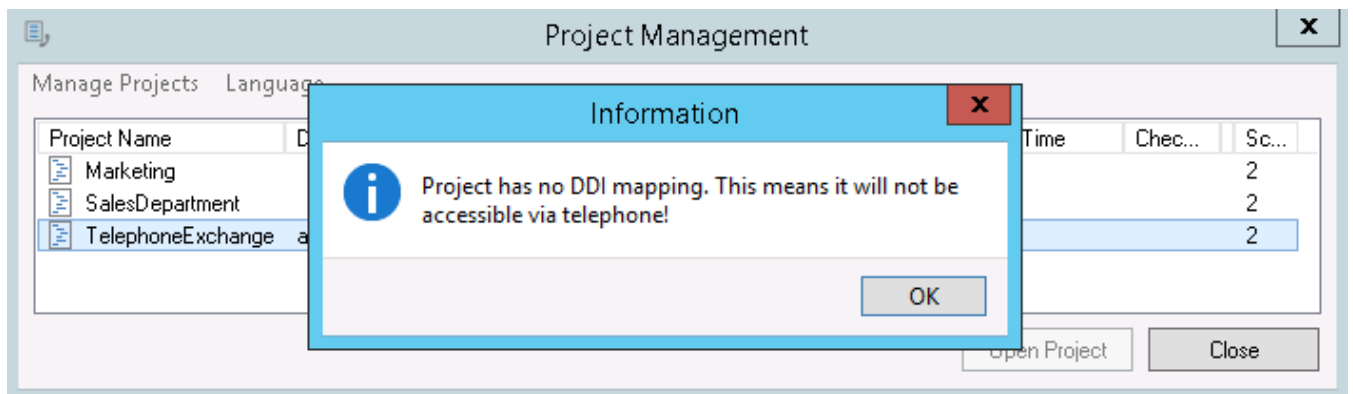 Project Management
x
Manage Projects Language
Information
x
Project Name D Time Chec... Sc...
Marketing 2
SalesDepartment 2
TelephoneExchange a 2
Project has no DDI mapping. This means it will not be
accessible via telephone!
OK
Open Project Close